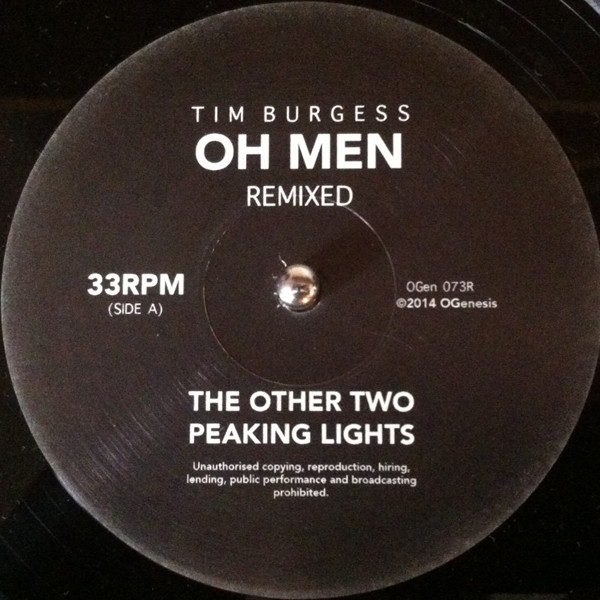 TIM BURGESS
OH MEN
REMIXED
33RPM
(SIDE A)
OGen 073R
©2014 OGenesis
THE OTHER TWO
PEAKING LIGHTS
Unauthorised copying, reproduction, hiring,
lending, public performance and broadcasting
prohibited.